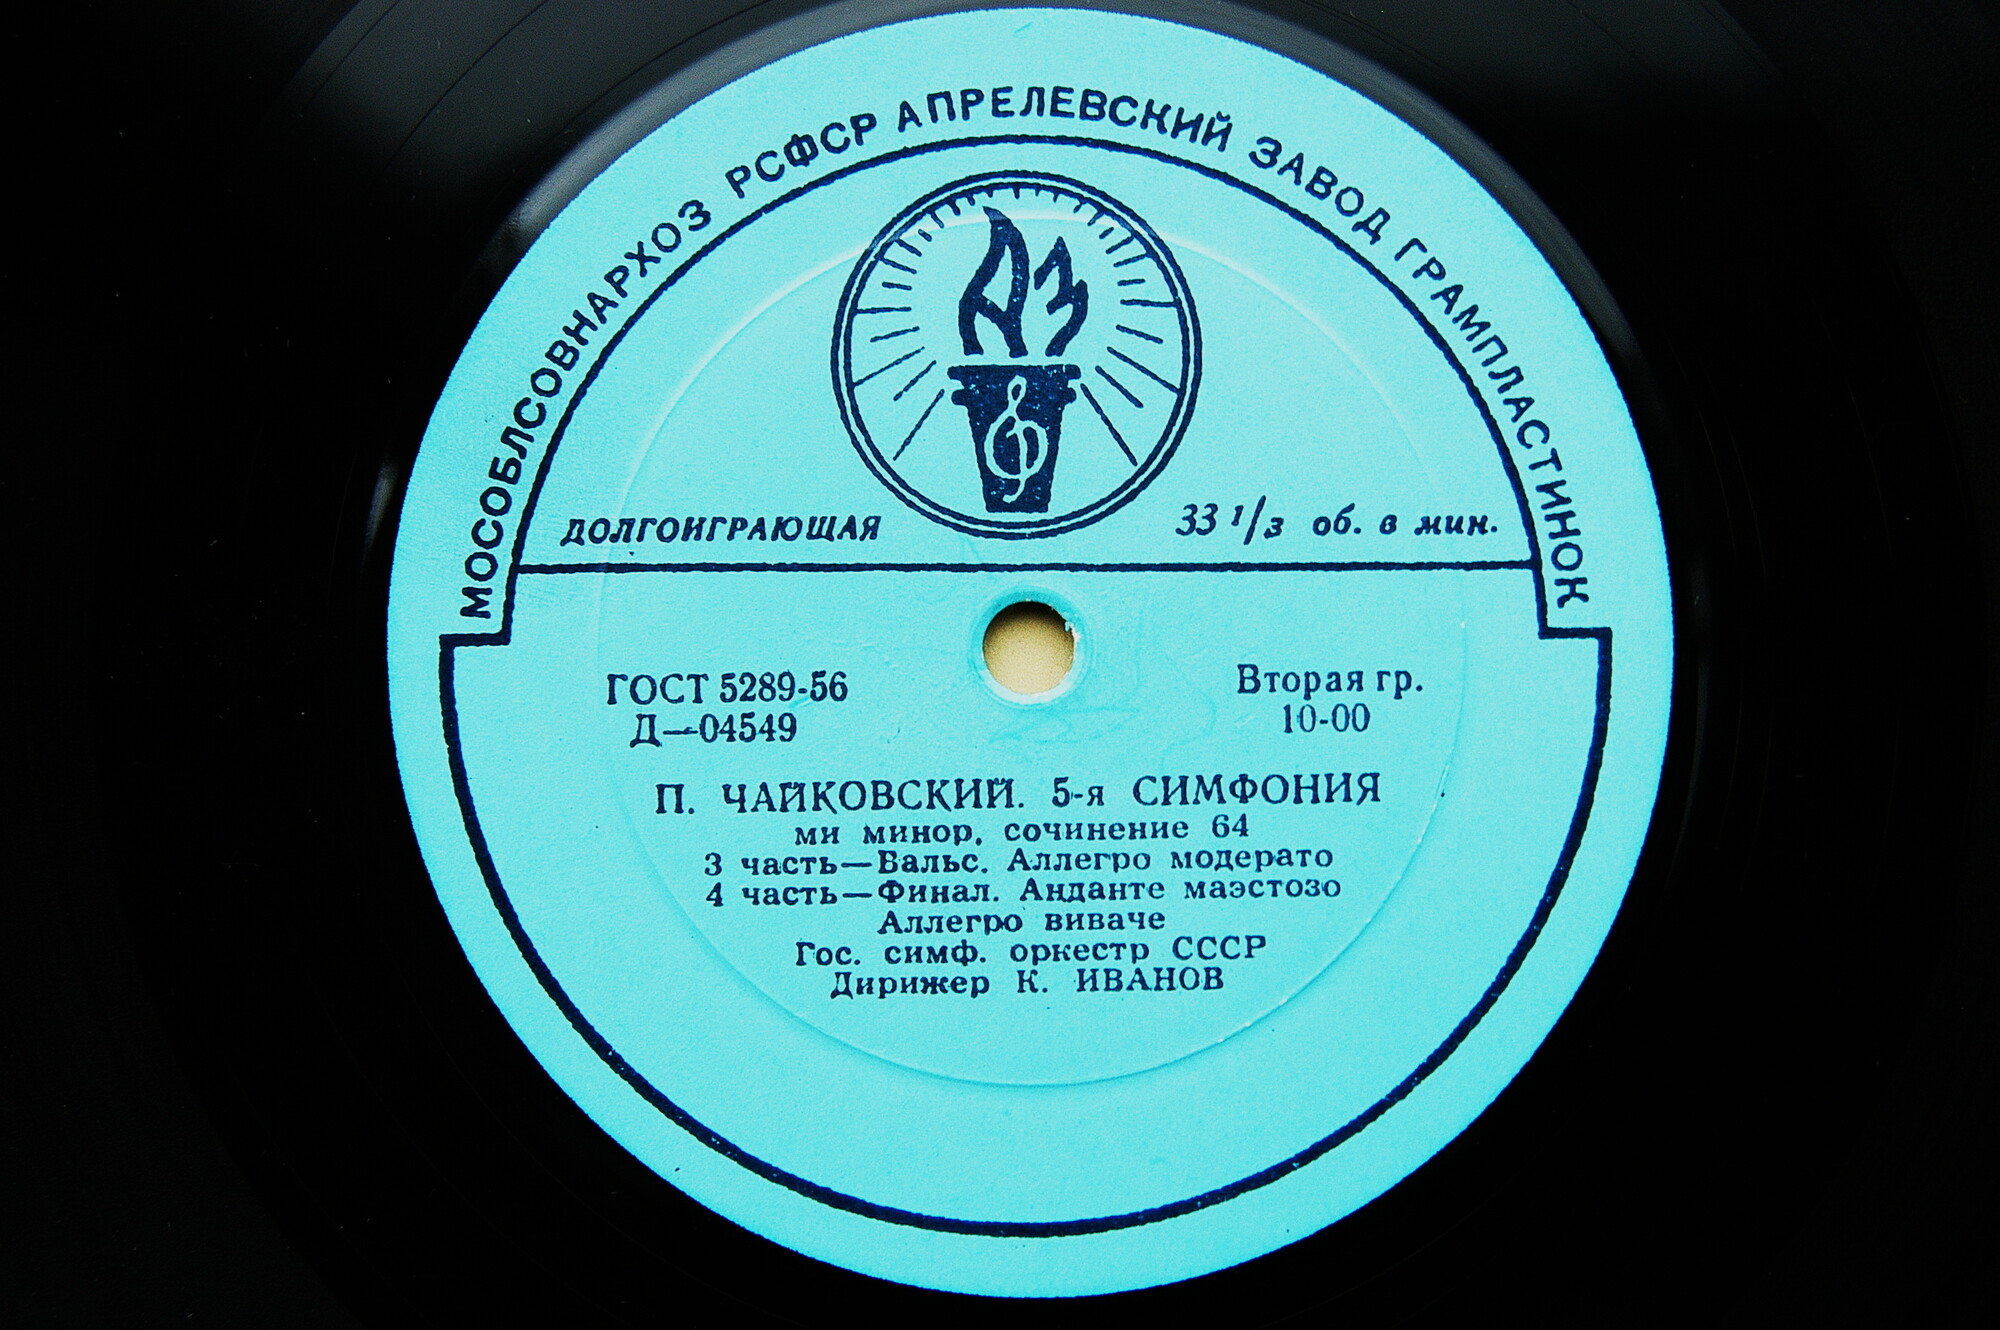 МОСОБЛСОВНАРХОЗ РСФСР АПРЕЛЕВСКИЙ ЗАВОД ГРАМПЛАСТИНОК
АЗ
ДОЛГОИГРАЮЩАЯ
33 1/3 об. в мин.
ГОСТ 5289-56
Д—04549
Вторая гр.
10-00
П. ЧАЙКОВСКИЙ. 5-я СИМФОНИЯ
ми минор, сочинение 64
3 часть—Вальс. Аллегро модерато
4 часть—Финал. Анданте маэстозо
Аллегро виваче
Гос. симф. оркестр СССР
Дирижер К. ИВАНОВ